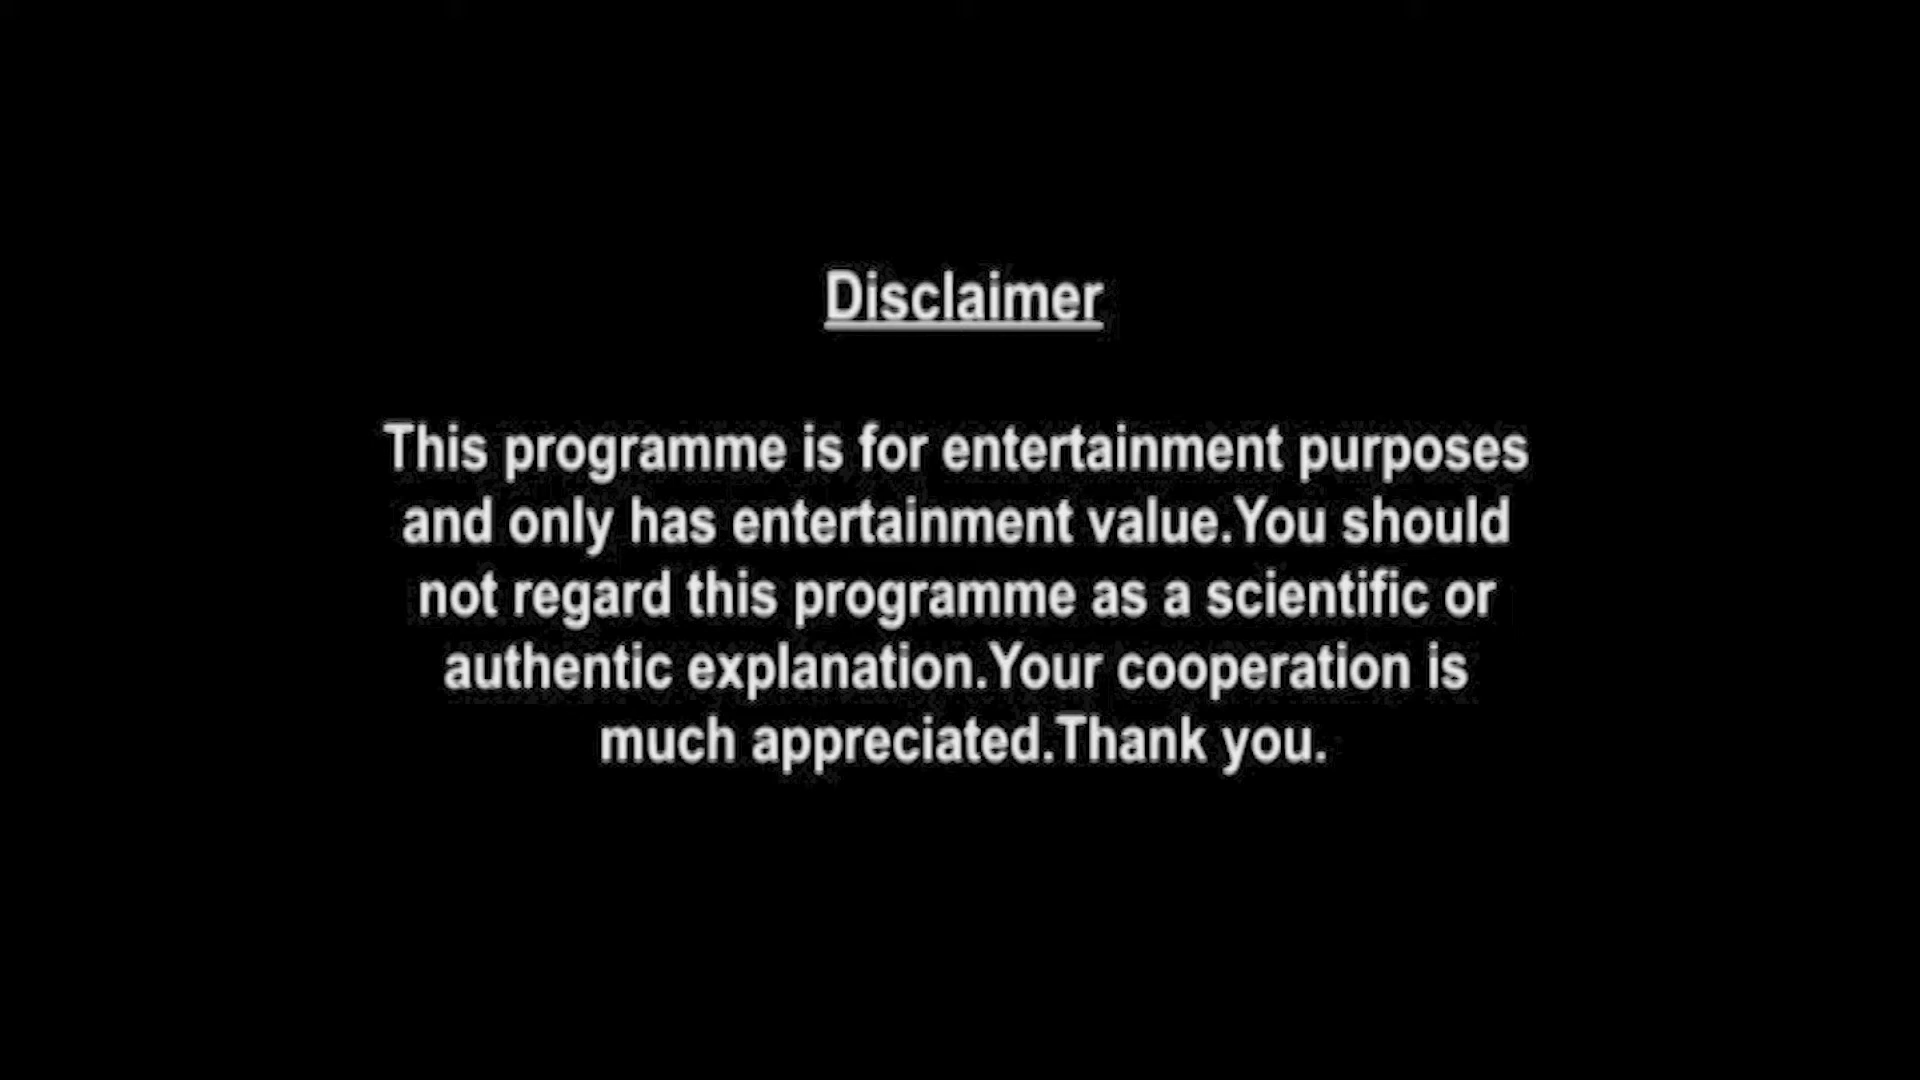 Disclaimer
This programme is for entertainment purposes
and only has entertainment value.You should
not regard this programme as a scientific or
authentic explanation.Your cooperation is
much appreciated.Thank you.